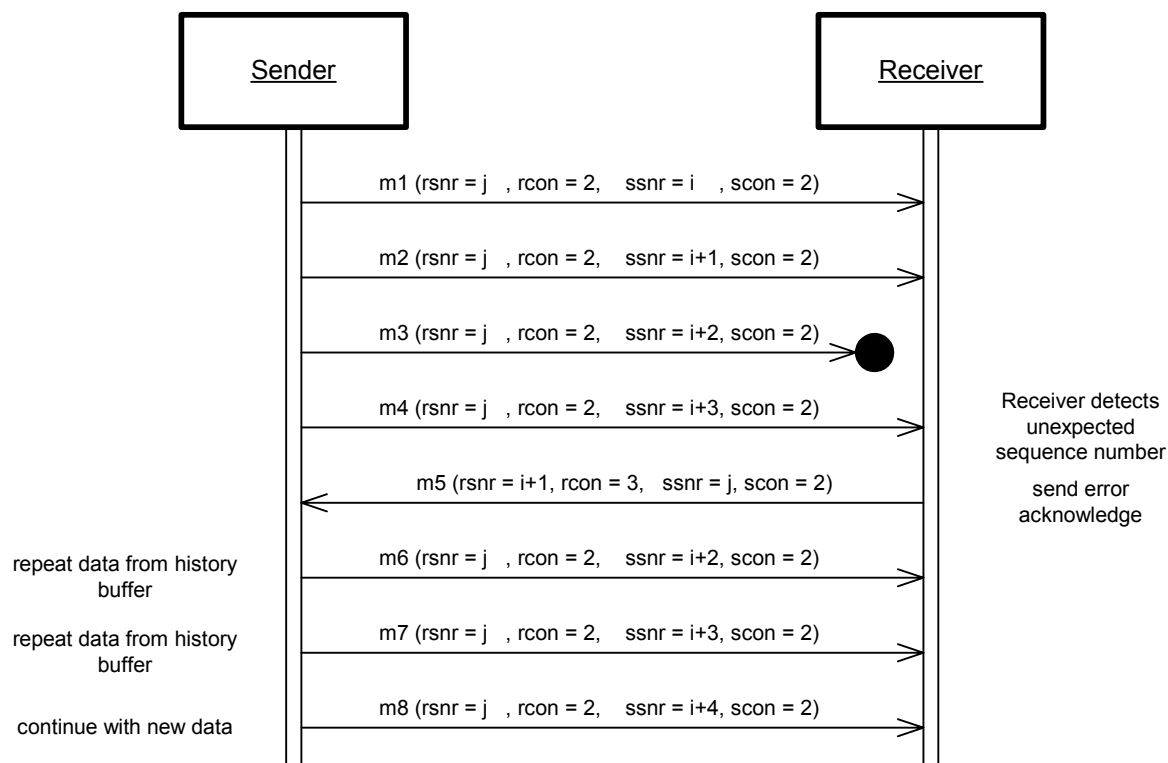 Sender
Receiver
m1 (rsnr = j , rcon = 2, ssnr = i , scon = 2)
m2 (rsnr = j , rcon = 2, ssnr = i+1, scon = 2)
m3 (rsnr = j , rcon = 2, ssnr = i+2, scon = 2)
m4 (rsnr = j , rcon = 2, ssnr = i+3, scon = 2)
Receiver detects
unexpected
sequence number
m5 (rsnr = i+1, rcon = 3, ssnr = j, scon = 2)
send error
acknowledge
repeat data from history
buffer
m6 (rsnr = j , rcon = 2, ssnr = i+2, scon = 2)
repeat data from history
buffer
m7 (rsnr = j , rcon = 2, ssnr = i+3, scon = 2)
continue with new data
m8 (rsnr = j , rcon = 2, ssnr = i+4, scon = 2)